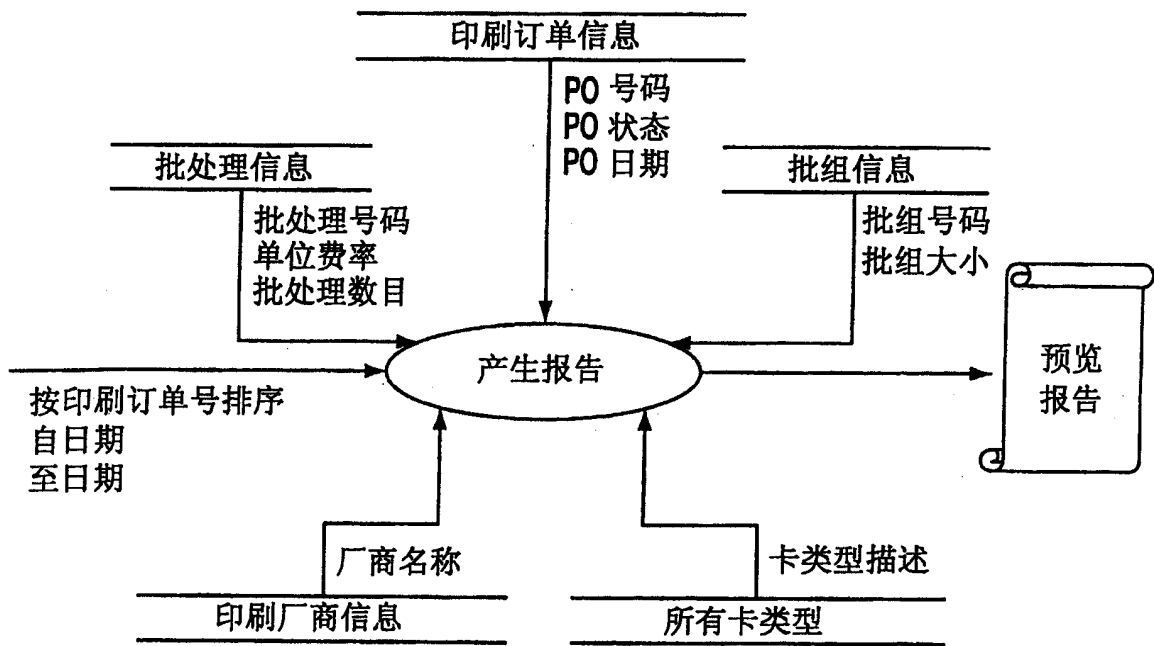 印刷订单信息
PO 号码
PO 状态
PO 日期
批处理信息
批处理号码
单位费率
批处理数目
批组信息
批组号码
批组大小
产生报告
预览
报告
按印刷订单号排序
自日期
至日期
厂商名称
印刷厂商信息
卡类型描述
所有卡类型